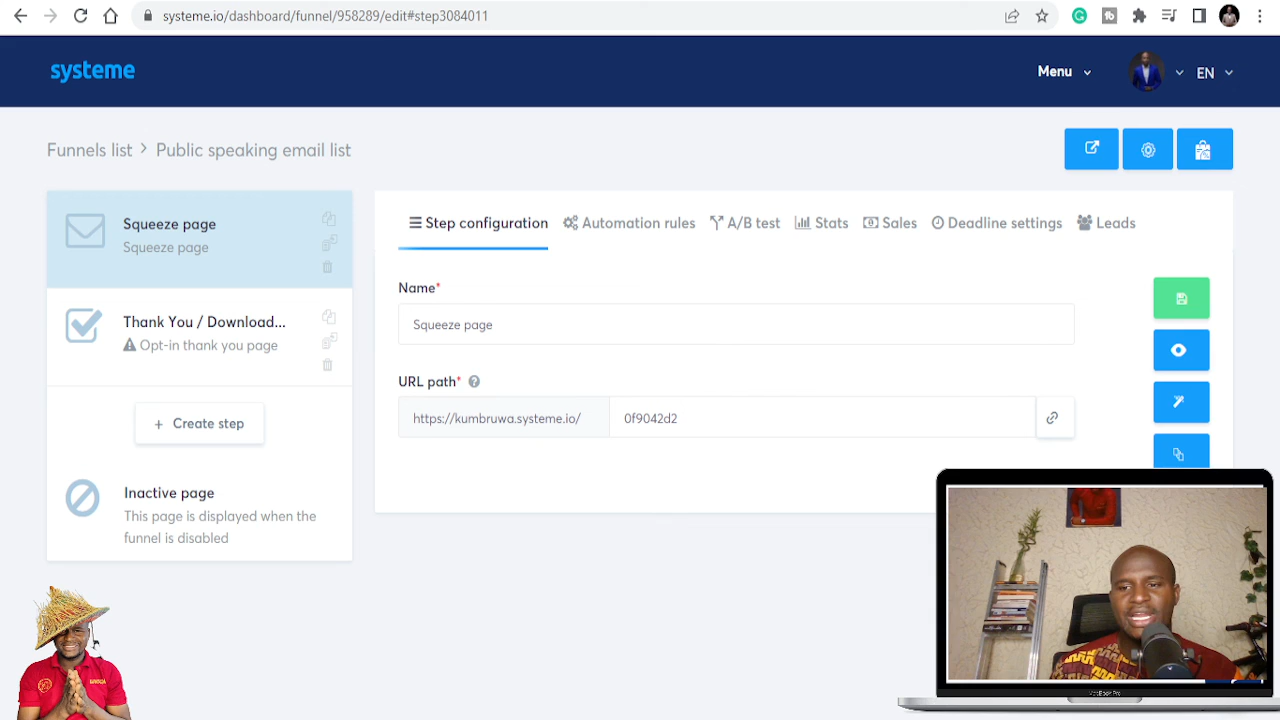 systeme.io/dashboard/funnel/958289/edit#step3084011
systeme
Menu
EN
Funnels list > Public speaking email list
Squeeze page
Squeeze page
Thank You / Download...
Opt-in thank you page
+ Create step
Inactive page
This page is displayed when the
funnel is disabled
Step configuration
Automation rules
A/B test
Stats
Sales
Deadline settings
Leads
Name*
Squeeze page
URL path* ?
https://kumbruwa.systeme.io/
0f9042d2
MacBook Pro